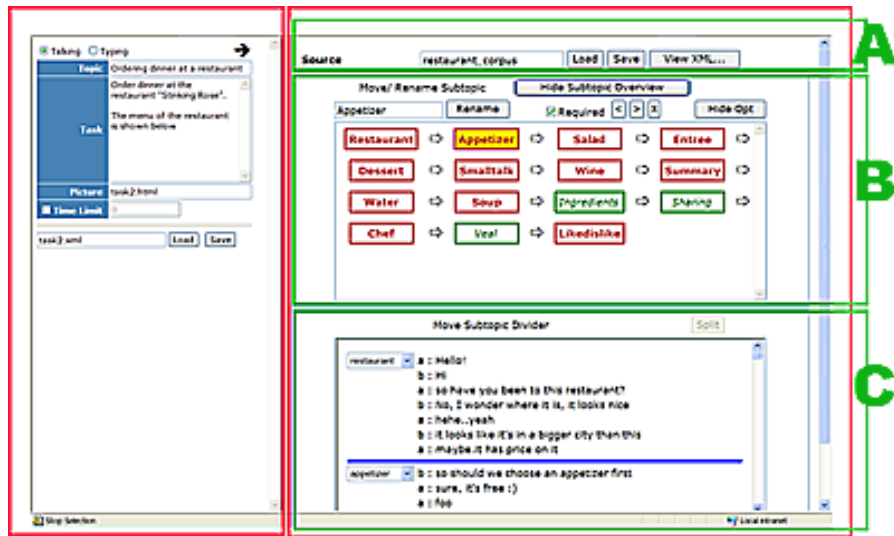 Talking Typing
Topic Ordering dinner at a restaurant
Task Order dinner at the
restaurant "Stinking Rose"..
The menu of the restaurant
is shown below
Picture task2.html
Time Limit 0
task2.xml Load Save
Stop Selection
A
Source restaurant, corpus Load Save View XML...
B
Move/ Rename Subtopic Hide Subtopic Overview
Appetizer Rename Required < > X Hide Opt
Restaurant Appetizer Salad Entree
Dessert Smalltalk Wine Summary
Water Soup Ingredients Sharing
Chef Veal Likedislike
C
Move Subtopic Divider Split
restaurant a : Hello!
b : Hi
a : so have you been to this restaurant?
b : No, I wonder where it is, it looks nice
a : hehe..yeah
b : it looks like it's in a bigger city than this
a : maybe.it has price on it
appetizer b : so should we choose an appetizer first
a : sure, it's free :)
a : foo
Local intranet